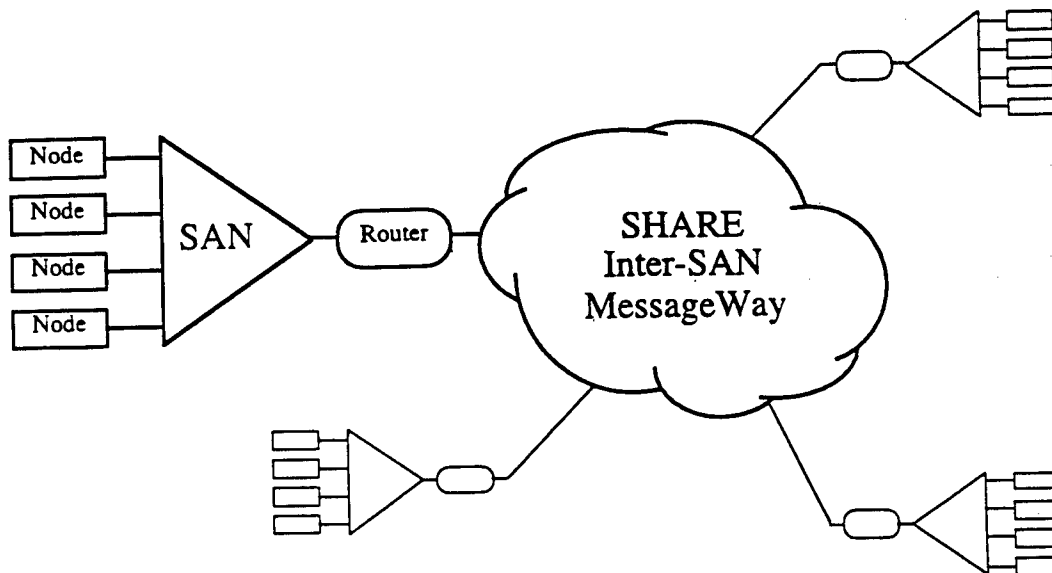 Node
Node
Node
Node
SAN
Router
SHARE
Inter-SAN
MessageWay